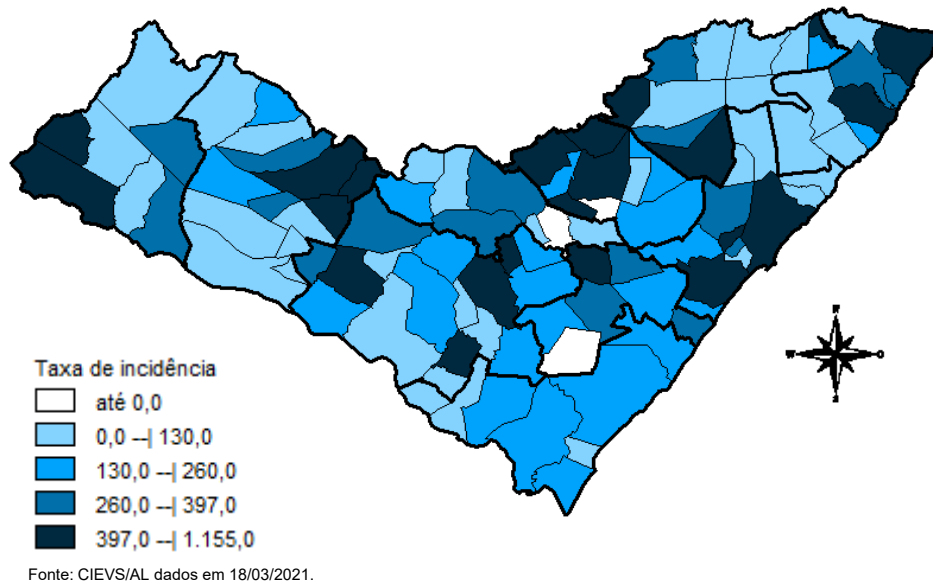 N
W
O
S
Taxa de incidência
até 0,0
0,0 --| 130,0
130,0 --| 260,0
260,0 --| 397,0
397,0 --| 1.155,0
Fonte: CIEVS/AL dados em 18/03/2021.